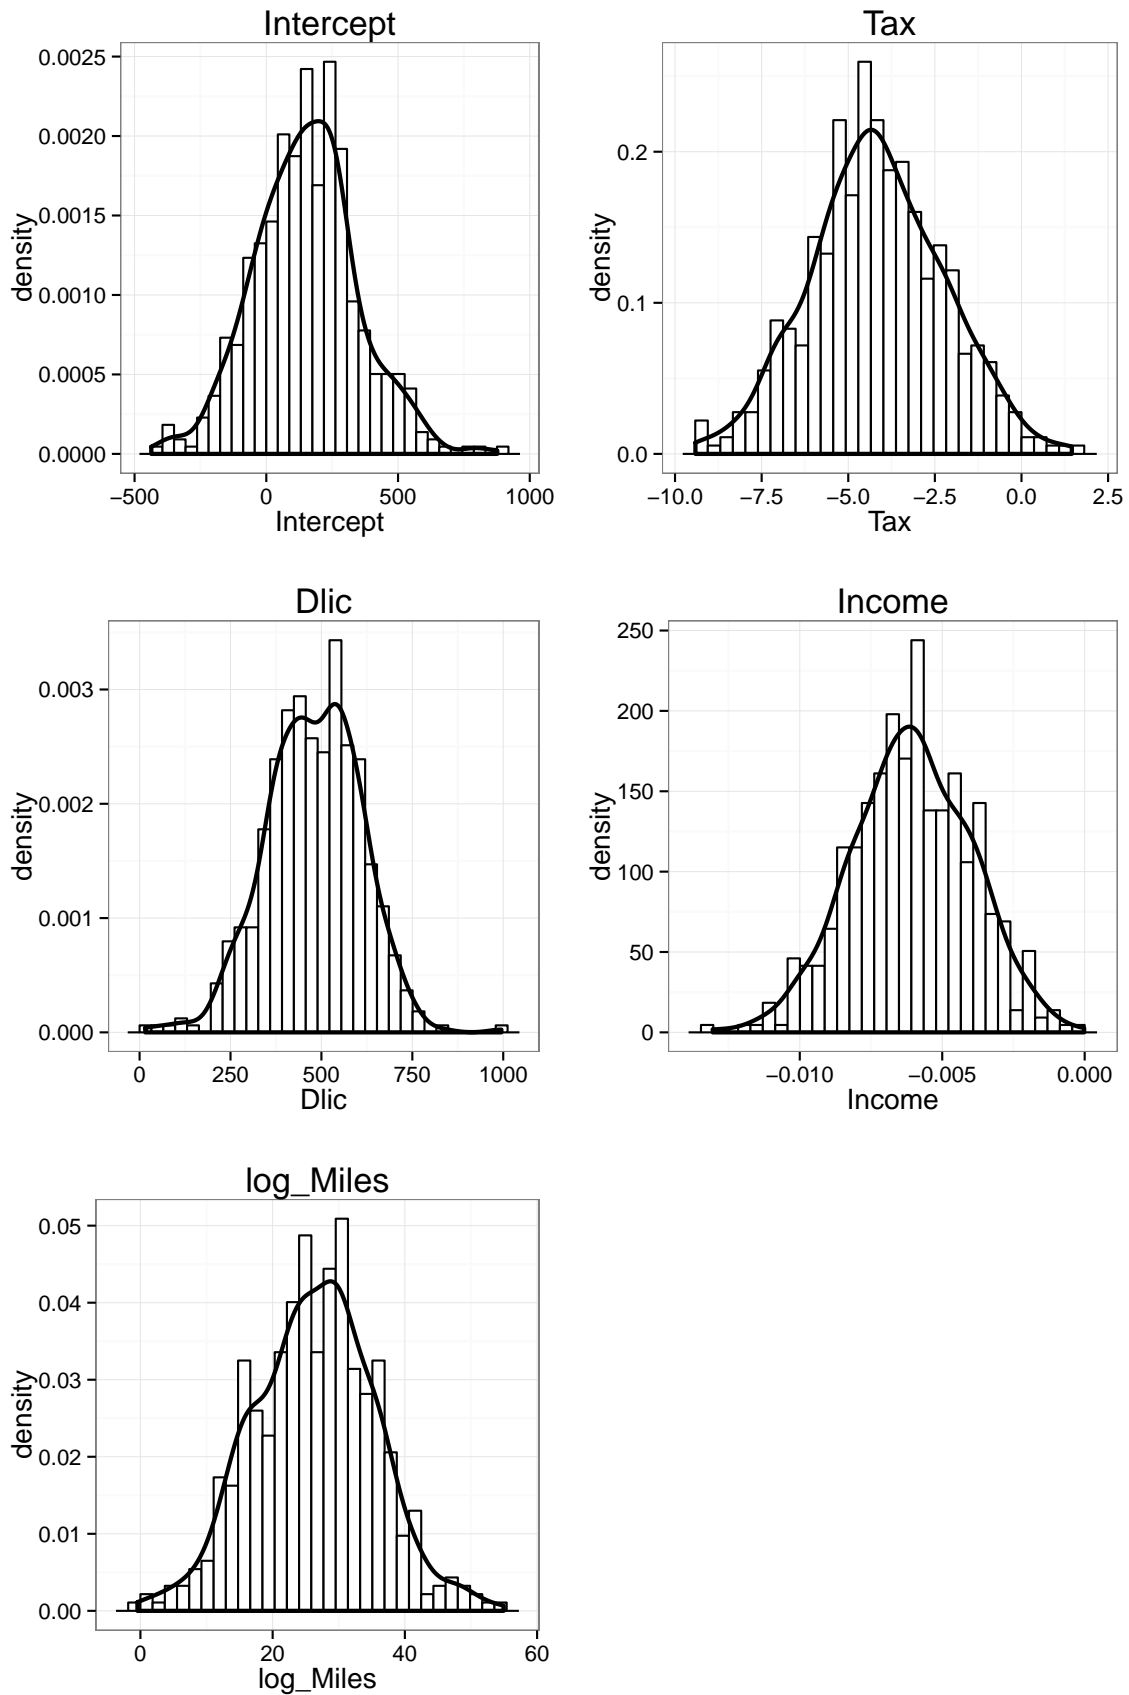 Intercept
density
0.0025
0.0020
0.0015
0.0010
0.0005
0.0000
−500 0 500 1000
Intercept
Tax
density
0.2
0.1
0.0
−10.0 −7.5 −5.0 −2.5 0.0 2.5
Tax
Dlic
density
0.003
0.002
0.001
0.000
0 250 500 750 1000
Dlic
Income
density
250
200
150
100
50
0
−0.010 −0.005 0.000
Income
log_Miles
density
0.05
0.04
0.03
0.02
0.01
0.00
0 20 40 60
log_Miles